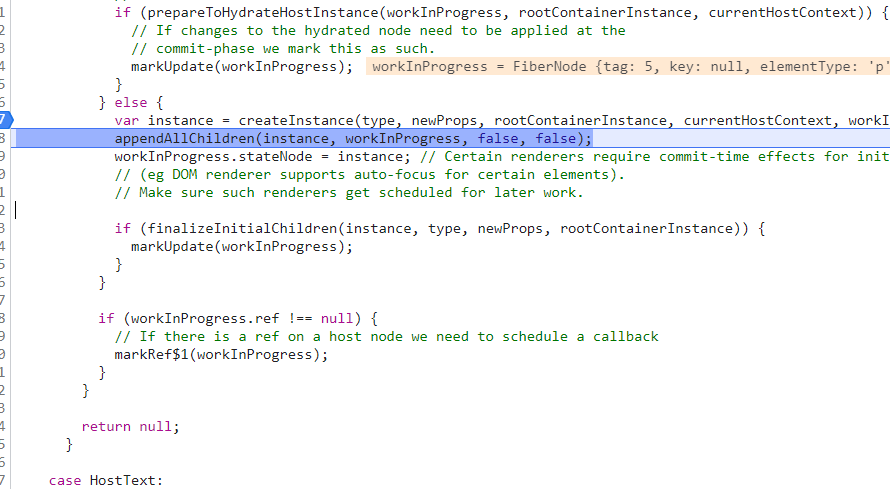 1 if (prepareToHydrateHostInstance(workInProgress, rootContainerInstance, currentHostContext)) {
2 // If changes to the hydrated node need to be applied at the
3 // commit-phase we mark this as such.
4 markUpdate(workInProgress); workInProgress = FiberNode {tag: 5, key: null, elementType: 'p'
5 }
6 } else {
7 var instance = createInstance(type, newProps, rootContainerInstance, currentHostContext, workI
8 appendAllChildren(instance, workInProgress, false, false);
9 workInProgress.stateNode = instance; // Certain renderers require commit-time effects for init
0 // (eg DOM renderer supports auto-focus for certain elements).
1 // Make sure such renderers get scheduled for later work.
2
3 if (finalizeInitialChildren(instance, type, newProps, rootContainerInstance)) {
4 markUpdate(workInProgress);
5 }
6 }
7
8 if (workInProgress.ref !== null) {
9 // If there is a ref on a host node we need to schedule a callback
0 markRef$1(workInProgress);
1 }
2 }
3
4 return null;
5 }
6
7 case HostText: